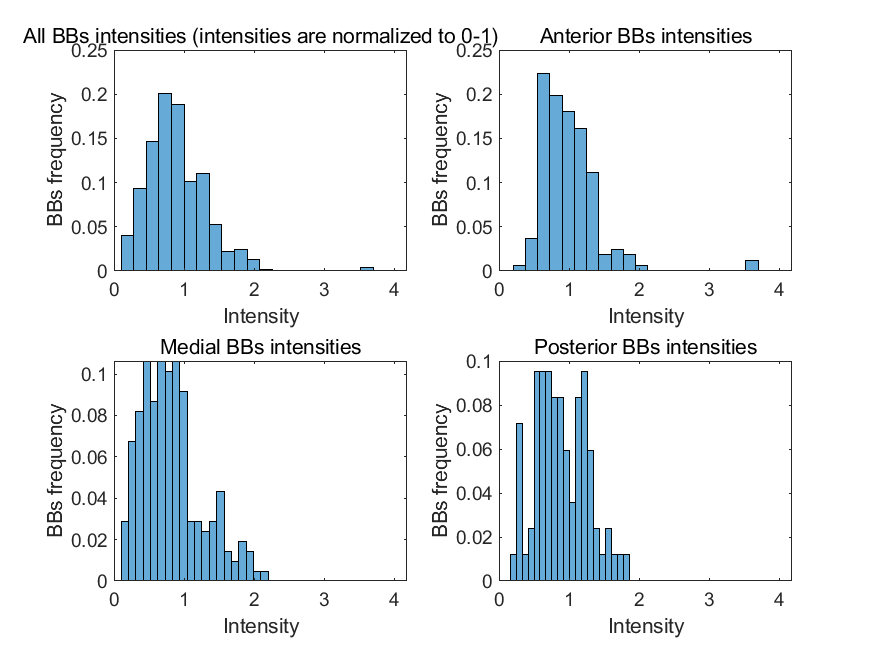 All BBs intensities (intensities are normalized to 0-1)
Anterior BBs intensities
0.25
0.2
0.15
0.1
0.05
0
BBs frequency
0 1 2 3 4
Intensity
0.25
0.2
0.15
0.1
0.05
0
BBs frequency
0 1 2 3 4
Intensity
Medial BBs intensities
0.1
0.08
0.06
0.04
0.02
0
BBs frequency
0 1 2 3 4
Intensity
Posterior BBs intensities
0.1
0.08
0.06
0.04
0.02
0
BBs frequency
0 1 2 3 4
Intensity